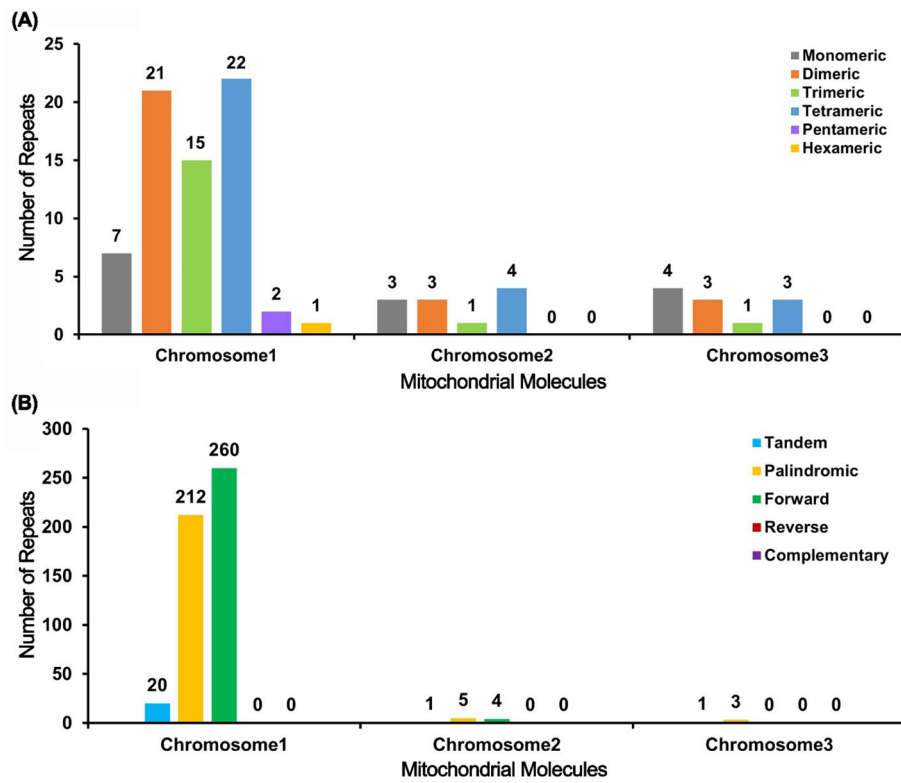 (A)
25
20
15
10
5
0
Number of Repeats
7
21
15
22
2
1
3
3
1
4
0
0
4
3
1
3
0
0
Monomeric
Dimeric
Trimeric
Tetrameric
Pentameric
Hexameric
Chromosome1
Chromosome2
Chromosome3
Mitochondrial Molecules
(B)
300
250
200
150
100
50
0
Number of Repeats
20
212
260
0
0
1
5
4
0
0
1
3
0
0
0
Tandem
Palindromic
Forward
Reverse
Complementary
Chromosome1
Chromosome2
Chromosome3
Mitochondrial Molecules